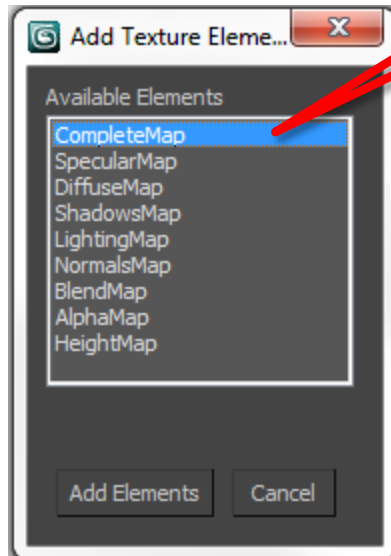 Add Texture Eleme...
Available Elements
CompleteMap
SpecularMap
DiffuseMap
ShadowsMap
LightingMap
NormalsMap
BlendMap
AlphaMap
HeightMap
Add Elements Cancel